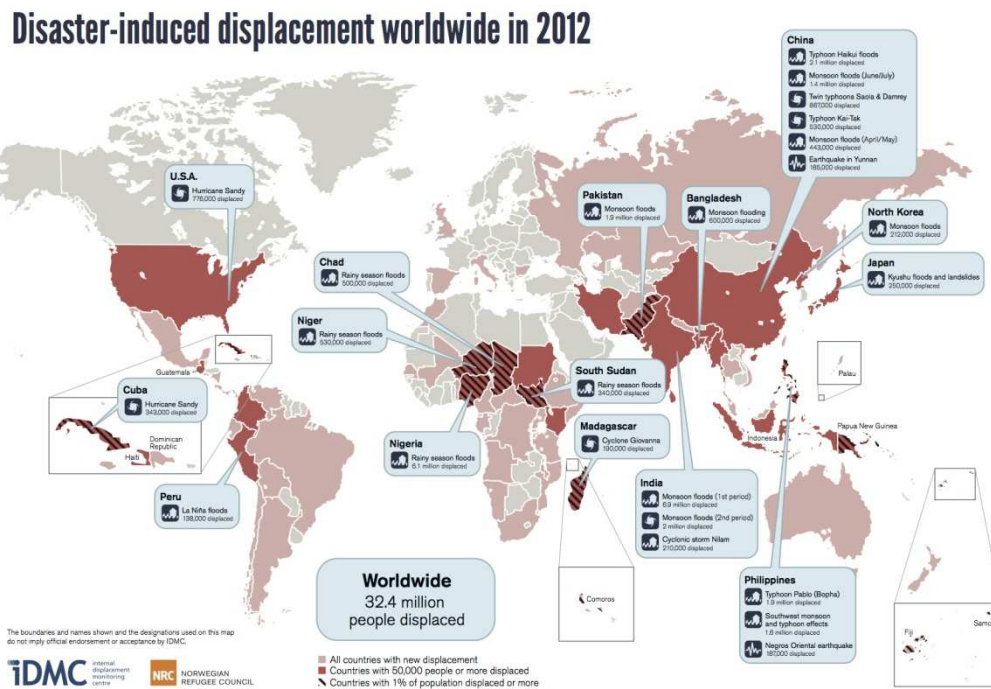 Disaster-induced displacement worldwide in 2012
China
Typhoon Haikui floods
2.1 million displaced
Monsoon floods (June/July)
1.4 million displaced
Twin typhoons Saola & Damrey
867,000 displaced
Typhoon Kai-Tak
530,000 displaced
Monsoon floods (April/May)
443,000 displaced
Earthquake in Yunnan
185,000 displaced
U.S.A.
Hurricane Sandy
776,000 displaced
Pakistan
Monsoon floods
1.9 million displaced
Bangladesh
Monsoon flooding
600,000 displaced
North Korea
Monsoon floods
212,000 displaced
Japan
Kyushu floods and landslides
250,000 displaced
Chad
Rainy season floods
500,000 displaced
Niger
Rainy season floods
530,000 displaced
Guatemala
Cuba
Hurricane Sandy
343,000 displaced
Dominican
Republic
Haiti
South Sudan
Rainy season floods
340,000 displaced
Palau
Papua New Guinea
Indonesia
Madagascar
Cyclone Giovanna
190,000 displaced
Nigeria
Rainy season floods
6.1 million displaced
Peru
La Niña floods
138,000 displaced
India
Monsoon floods (1st period)
6.9 million displaced
Monsoon floods (2nd period)
2 million displaced
Cyclonic storm Nilam
210,000 displaced
Philippines
Typhoon Pablo (Bopha)
1.9 million displaced
Southwest monsoon
and typhoon effects
1.6 million displaced
Negros Oriental earthquake
187,000 displaced
Comoros
Fiji
Samoa
Worldwide
32.4 million
people displaced
The boundaries and names shown and the designations used on this map
do not imply official endorsement or acceptance by IDMC.
iDMC
internal
displacement
monitoring
centre
NRC
NORWEGIAN
REFUGEE COUNCIL
All countries with new displacement
Countries with 50,000 people or more displaced
Countries with 1% of population displaced or more